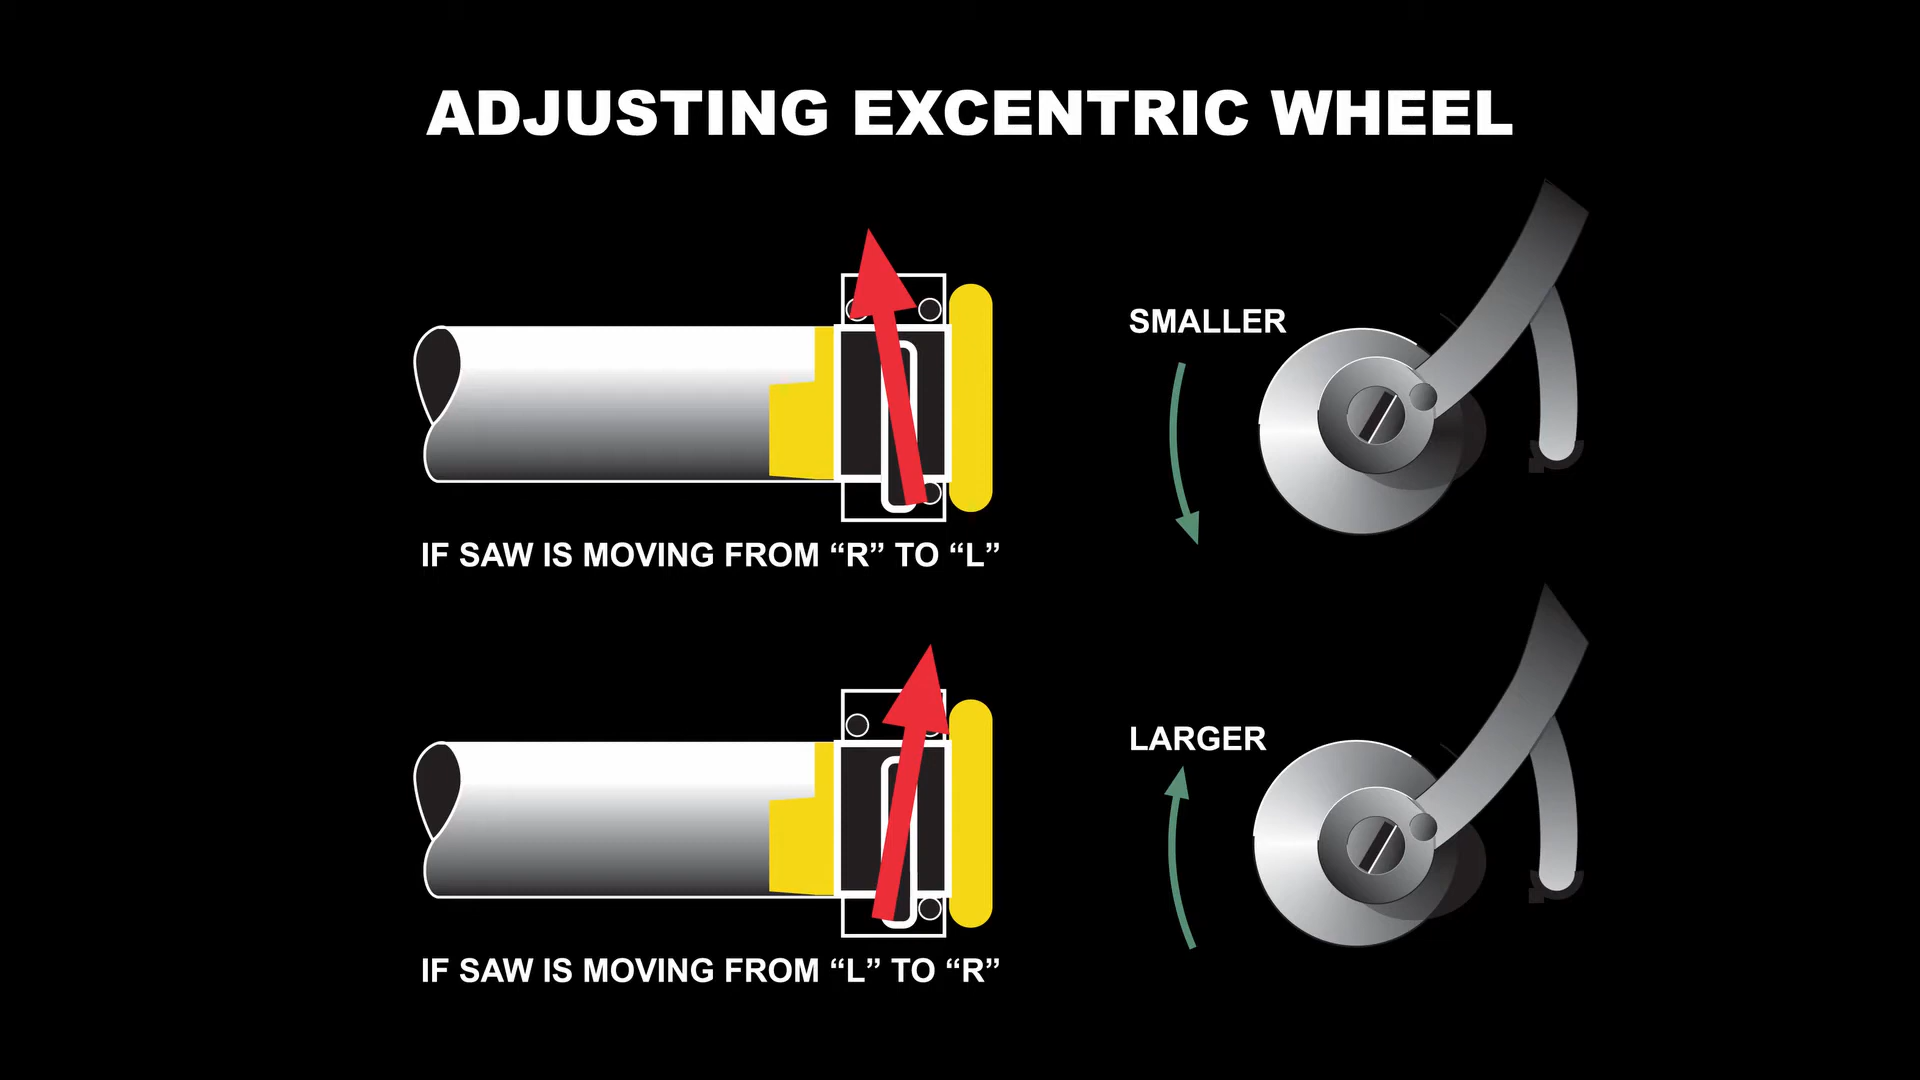 ADJUSTING EXCENTRIC WHEEL
SMALLER
IF SAW IS MOVING FROM “R” TO “L”
LARGER
IF SAW IS MOVING FROM “L” TO “R”